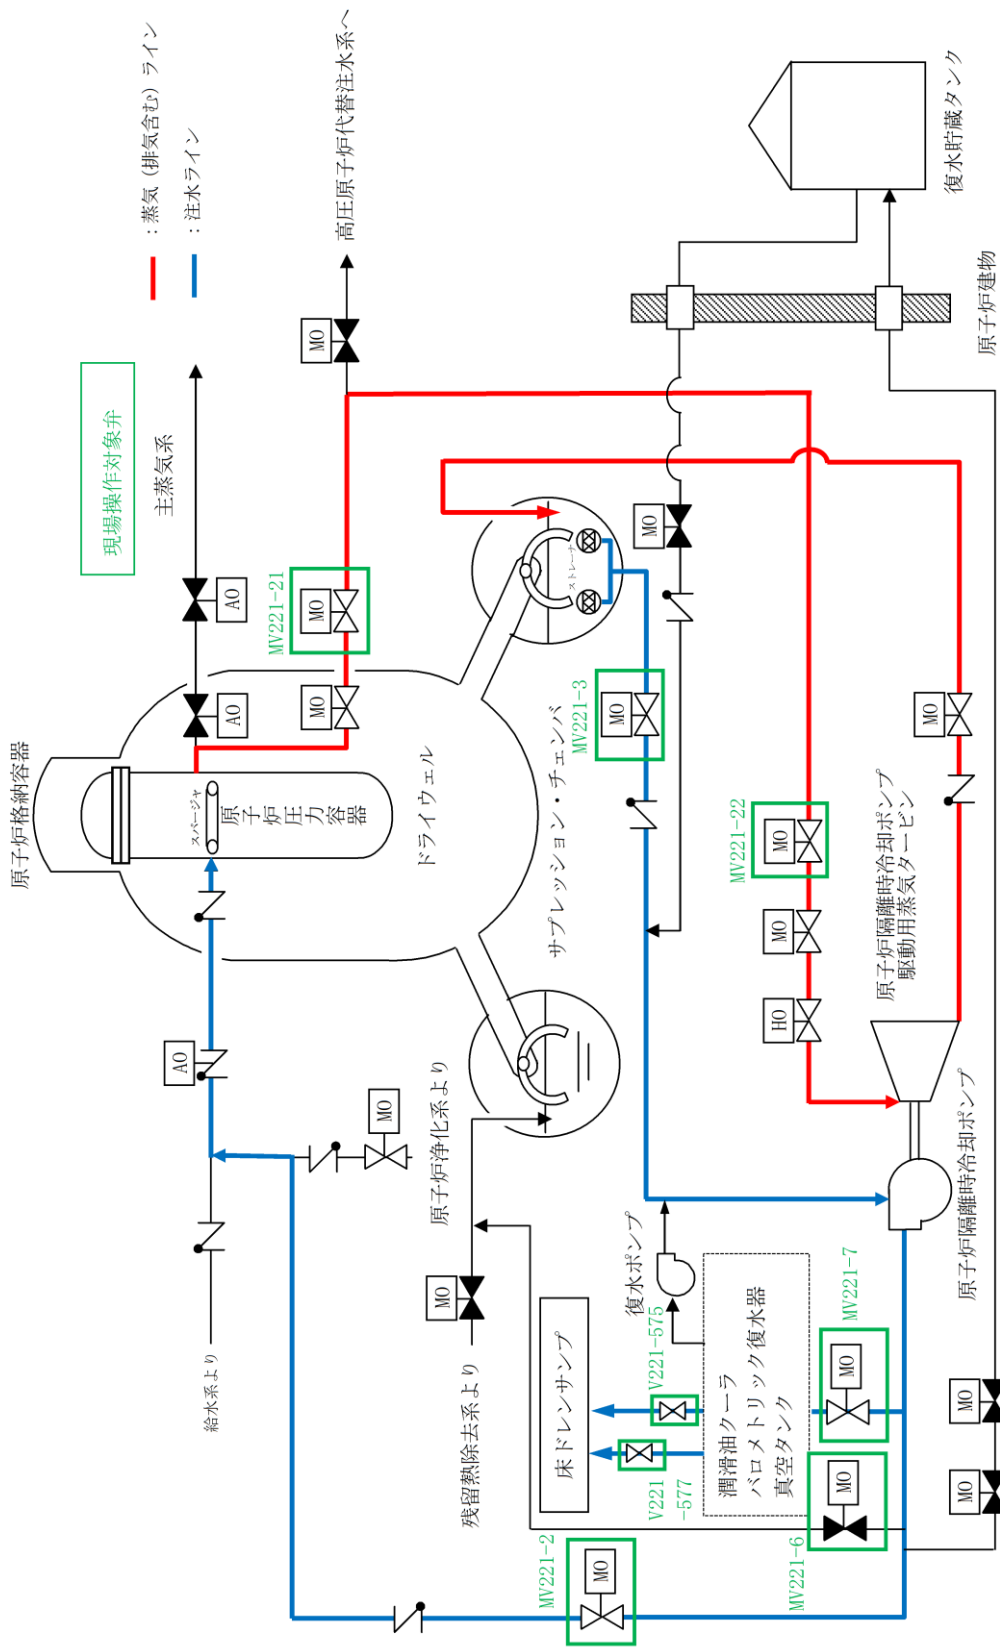 現場操作対象弁
：蒸気（排気含む）ライン
：注水ライン
主蒸気系
高圧原子炉代替注水系へ
原子炉格納容器
スパージャ
原子炉圧力容器
ドライウェル
サプレッション・チェンバ
ストレーナ
AO
AO
AO
MV221-21
MO
MO
MO
MV221-3
MO
MO
MV221-22
MO
MO
HO
MO
原子炉隔離時冷却ポンプ
駆動用蒸気タービン
原子炉隔離時冷却ポンプ
復水貯蔵タンク
原子炉建物
給水系より
MO
原子炉浄化系より
MO
残留熱除去系より
復水ポンプ
床ドレンサンプ
V221-575
V221
-577
潤滑油クーラ
バロメトリック復水器
真空タンク
MV221-7
MO
MV221-6
MO
MV221-2
MO
MO
MO